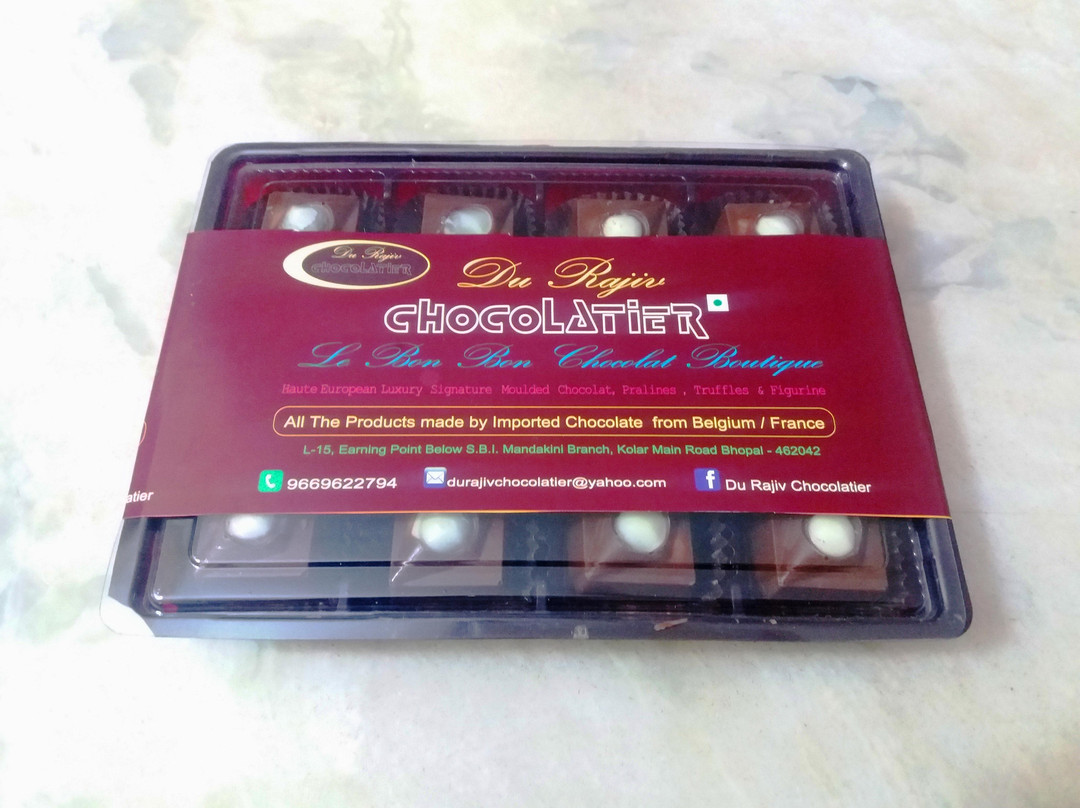 Du Rajiv
CHOCOLATIER
Du Rajiv
CHOCOLATIER
Le Bon Bon Chocolat Boutique
Haute European Luxury Signature Moulded Chocolat, Pralines , Truffles & Figurine
All The Products made by Imported Chocolate from Belgium / France
L-15, Earning Point Below S.B.I. Mandakini Branch, Kolar Main Road Bhopal - 462042
9669622794 durajivchocolatier@yahoo.com f Du Rajiv Chocolatier
atier